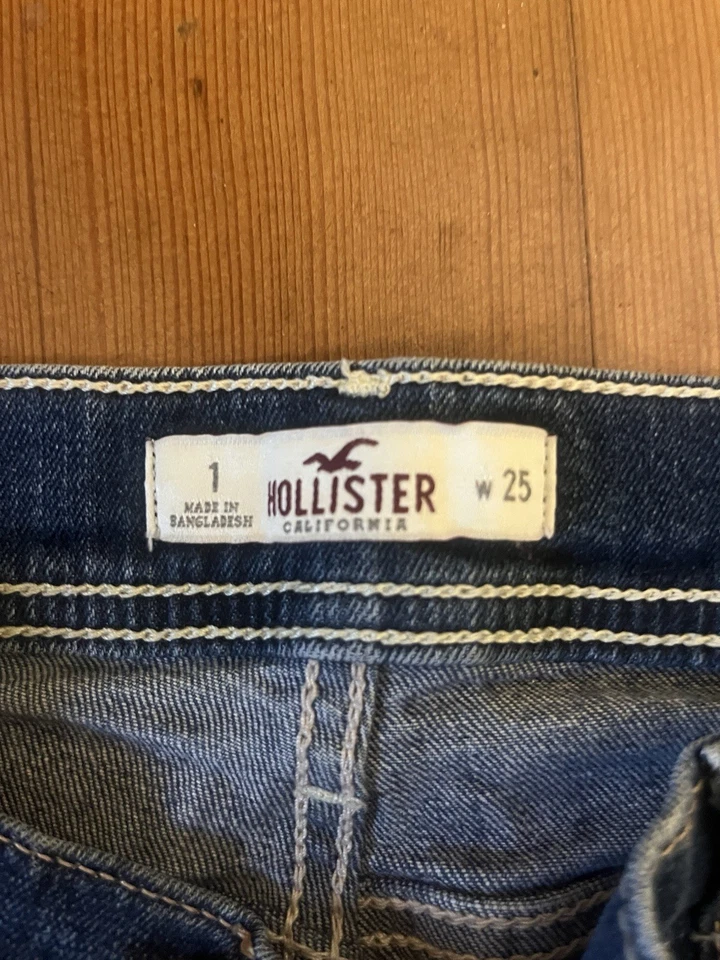 1
MADE IN
BANGLADESH
HOLLISTER
CALIFORNIA
W 25